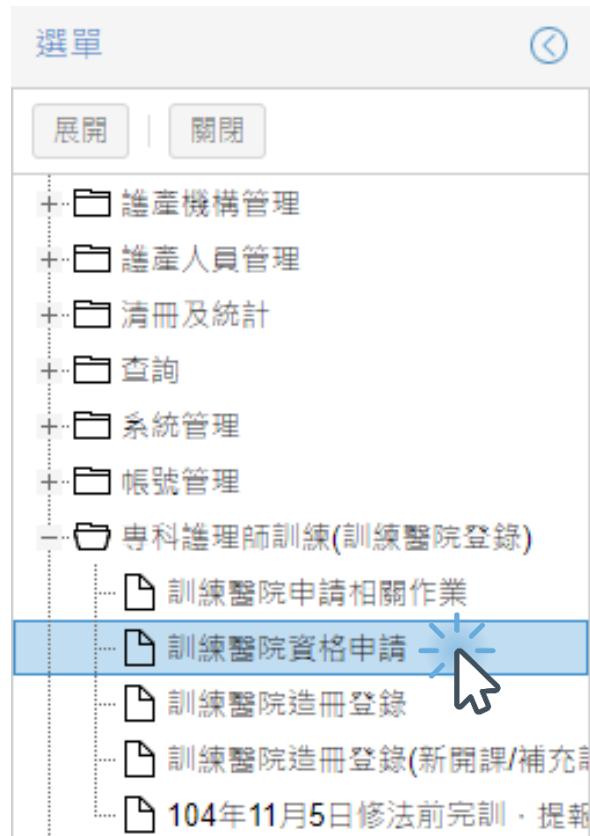 選單
展開 關閉
護產機構管理
護產人員管理
清冊及統計
查詢
系統管理
帳號管理
專科護理師訓練(訓練醫院登錄)
訓練醫院申請相關作業
訓練醫院資格申請
訓練醫院造冊登錄
訓練醫院造冊登錄(新開課/補充
104年11月5日修法前完訓，提報